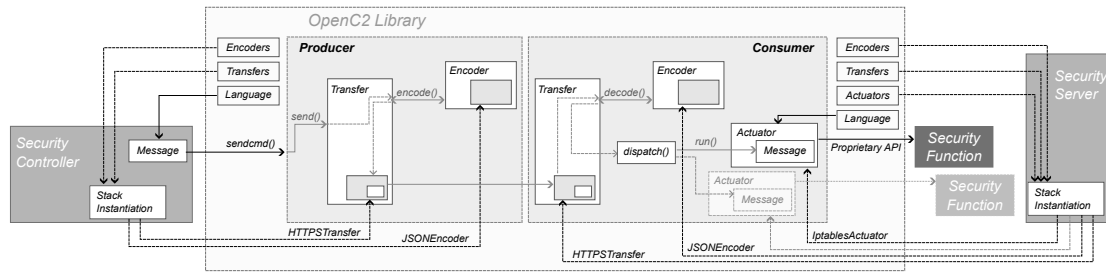 OpenC2 Library
Encoders
Transfers
Language
Producer
Transfer
Encoder
encode()
send()
Consumer
Transfer
Encoder
decode()
dispatch()
run()
Actuator
Message
Actuator
Message
Encoders
Transfers
Actuators
Language
Proprietary API
Security
Function
Security
Function
Security
Server
Stack
Instantiation
Security
Controller
Message
sendcmd()
Stack
Instantiation
HTTPSTransfer
JSONEncoder
IptablesActuator
JSONEncoder
HTTPSTransfer